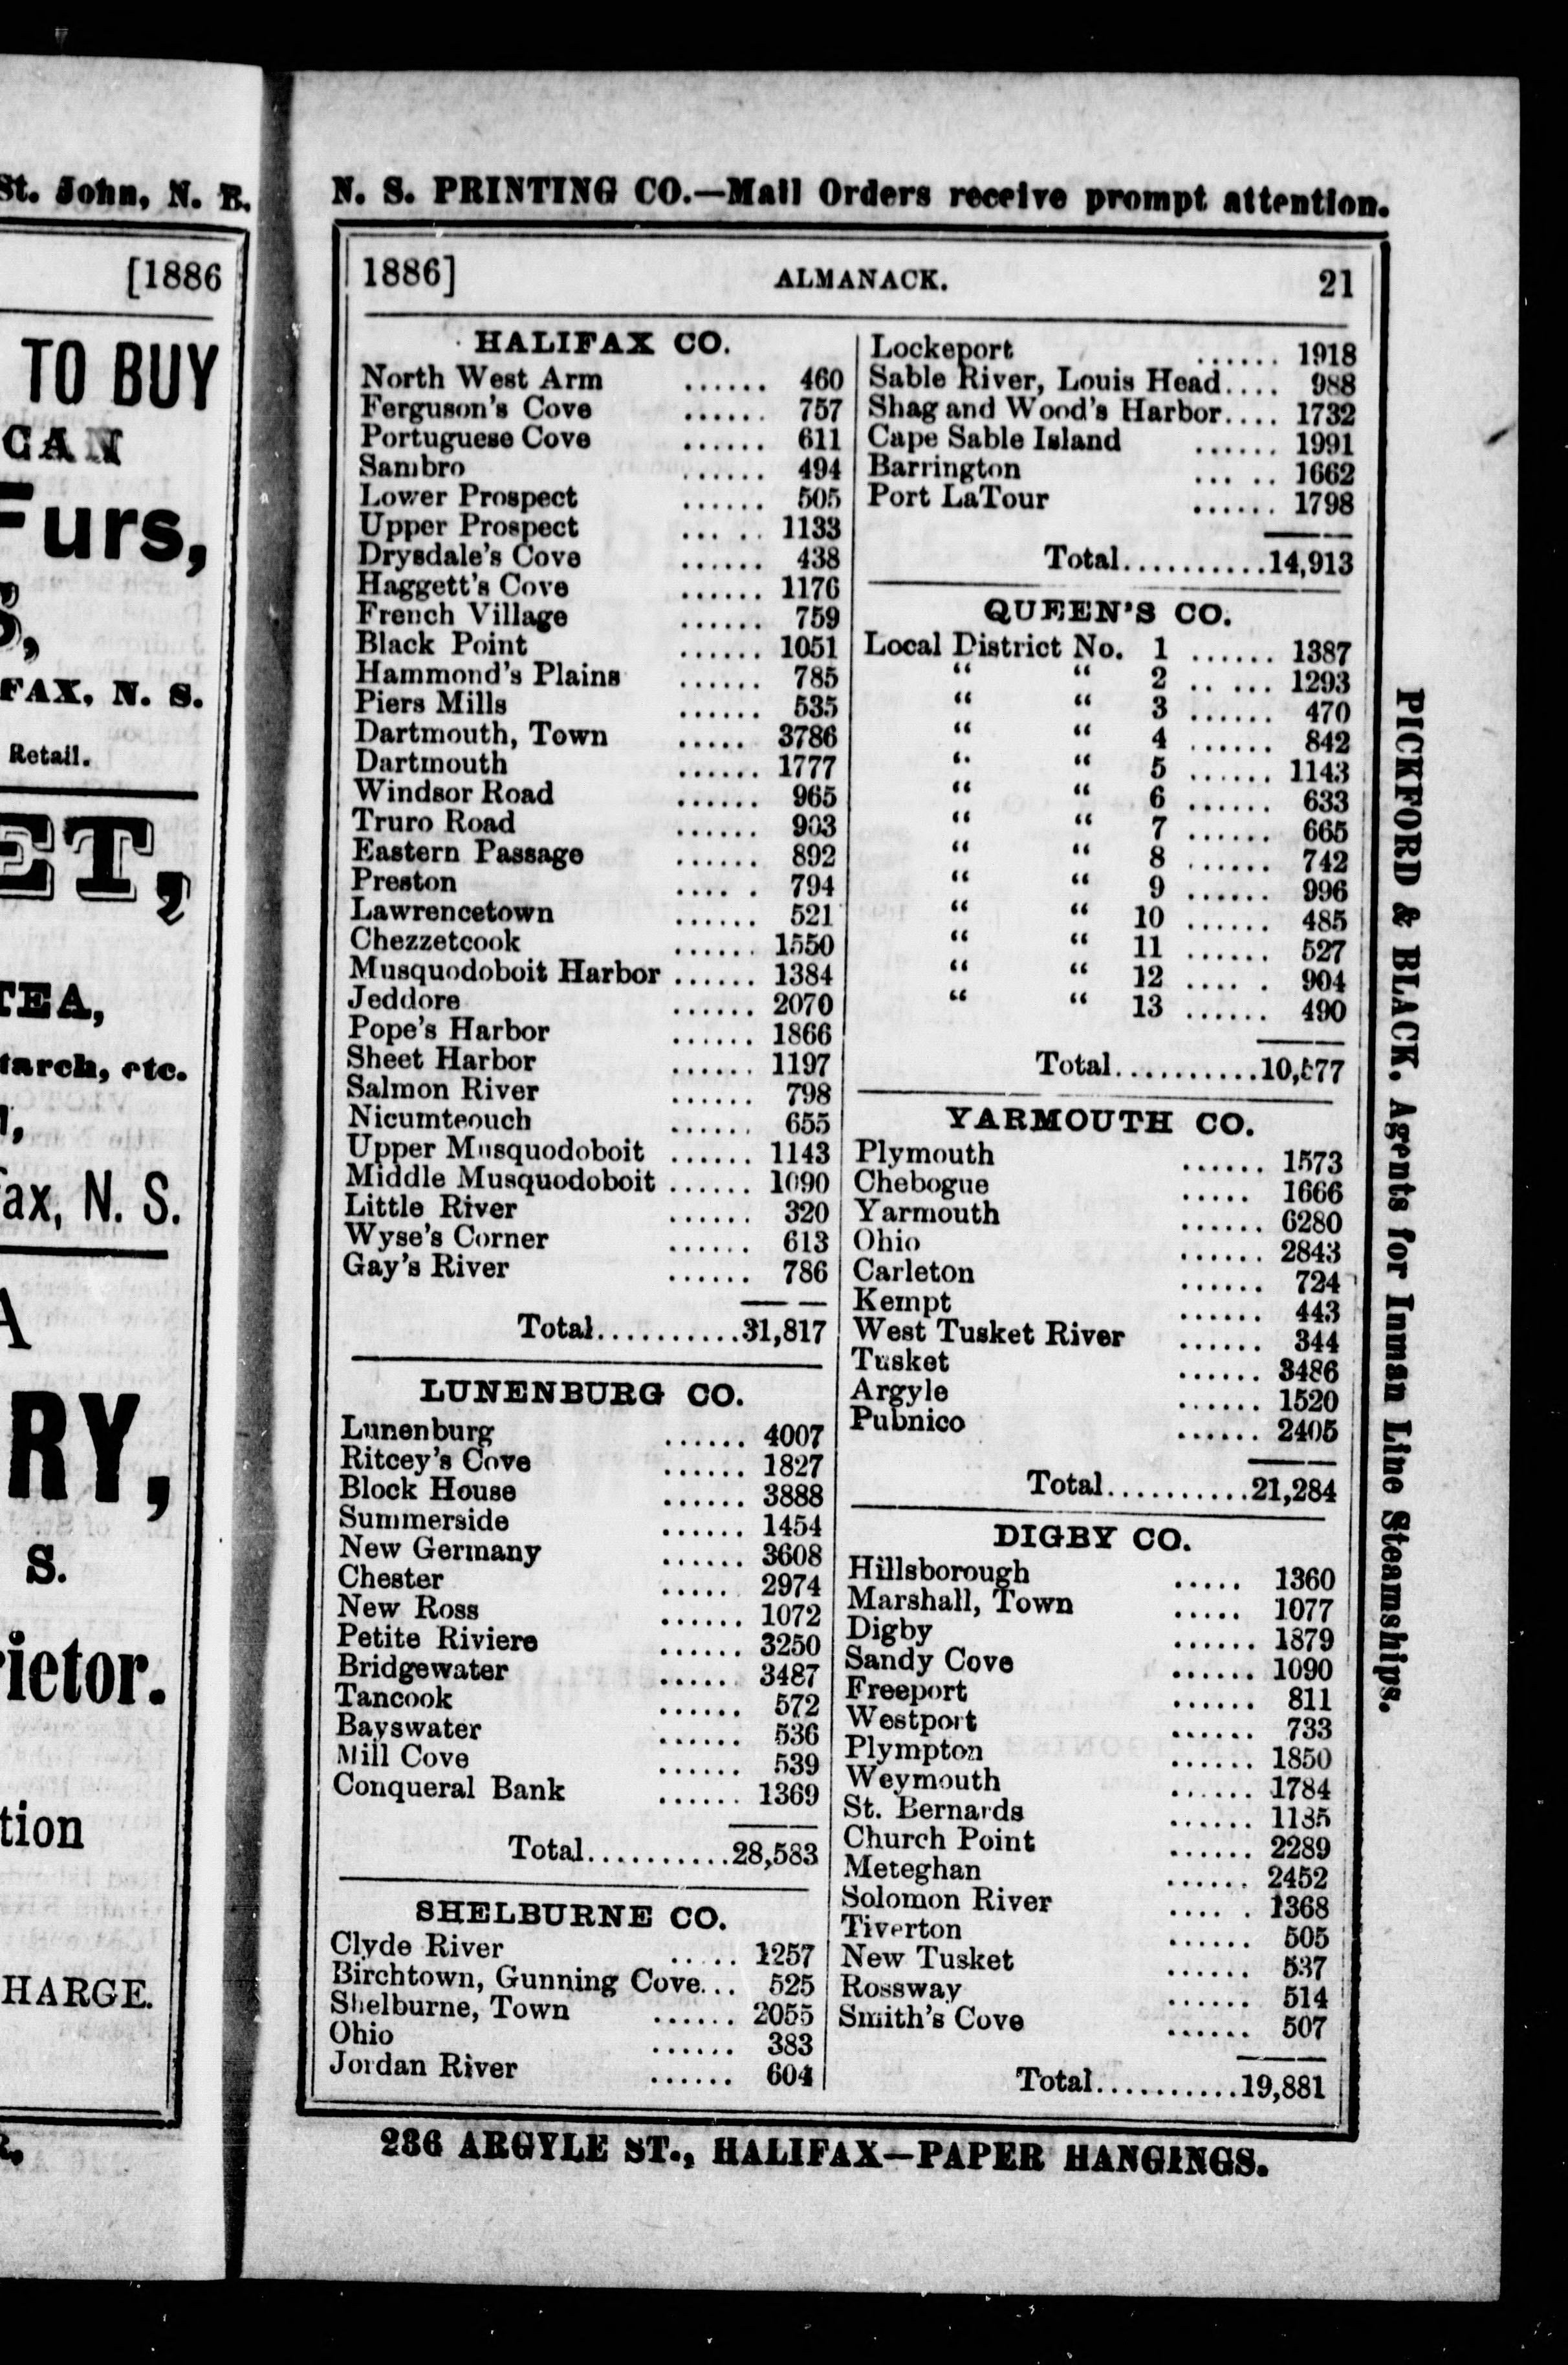 St. John, N. B.
[1886
TO BUY
CAN
Furs,
FAX, N. S.
Retail.
ET,
TEA,
tarch, etc.
fax, N. S.
A
RY,
S.
rietor.
tion
HARGE.
N. S. PRINTING CO.—Mail Orders receive prompt attention.
1886] ALMANACK. 21
HALIFAX CO.
North West Arm ...... 460
Ferguson's Cove ...... 757
Portuguese Cove ...... 611
Sambro ...... 494
Lower Prospect ...... 505
Upper Prospect ... .. 1133
Drysdale's Cove ...... 438
Haggett's Cove ...... 1176
French Village ...... 759
Black Point ...... 1051
Hammond's Plains ...... 785
Piers Mills ...... 535
Dartmouth, Town ..... 3786
Dartmouth ...... 1777
Windsor Road ...... 965
Truro Road ...... 903
Eastern Passage ...... 892
Preston ..... . 794
Lawrencetown ...... 521
Chezzetcook ...... 1550
Musquodoboit Harbor ...... 1384
Jeddore ...... 2070
Pope's Harbor ...... 1866
Sheet Harbor ...... 1197
Salmon River ...... 798
Nicumteouch ...... 655
Upper Musquodoboit ...... 1143
Middle Musquodoboit ...... 1090
Little River ...... 320
Wyse's Corner ...... 613
Gay's River ...... 786
Total..........31,817
LUNENBURG CO.
Lunenburg ...... 4007
Ritcey's Cove ...... 1827
Block House ...... 3888
Summerside ...... 1454
New Germany ...... 3608
Chester ..... 2974
New Ross ...... 1072
Petite Riviere ...... 3250
Bridgewater ...... 3487
Tancook ...... 572
Bayswater ...... 536
Mill Cove ...... 539
Conqueral Bank ...... 1369
Total..........28,583
SHELBURNE CO.
Clyde River ..... 1257
Birchtown, Gunning Cove... 525
Shelburne, Town ...... 2055
Ohio ...... 383
Jordan River ...... 604
Lockeport ...... 1918
Sable River, Louis Head.... 988
Shag and Wood's Harbor.... 1732
Cape Sable Island ...... 1991
Barrington ... .. 1662
Port LaTour ...... 1798
Total..........14,913
QUEEN'S CO.
Local District No. 1 ...... 1387
“ “ 2 .. ... 1293
“ “ 3 ...... 470
“ “ 4 ...... 842
“ “ 5 ...... 1143
“ “ 6 ...... 633
“ “ 7 ...... 665
“ “ 8 ...... 742
“ “ 9 ...... 996
“ “ 10 ...... 485
“ “ 11 ...... 527
“ “ 12 .... . 904
“ “ 13 ...... 490
Total..........10,577
YARMOUTH CO.
Plymouth ...... 1573
Chebogue ..... 1666
Yarmouth ...... 6280
Ohio ...... 2843
Carleton ...... 724
Kempt ...... 443
West Tusket River ...... 344
Tusket ...... 3486
Argyle ...... 1520
Pubnico ...... 2405
Total..........21,284
DIGBY CO.
Hillsborough ..... 1360
Marshall, Town ..... 1077
Digby ...... 1879
Sandy Cove ...... 1090
Freeport ...... 811
Westport ...... 733
Plympton ...... 1850
Weymouth ...... 1784
St. Bernards ...... 1135
Church Point ...... 2289
Meteghan ...... 2452
Solomon River .... . 1368
Tiverton ...... 505
New Tusket ...... 537
Rossway ...... 514
Smith's Cove ...... 507
Total..........19,881
PICKFORD & BLACK. Agents for Inman Line Steamships.
236 ARGYLE ST., HALIFAX—PAPER HANGINGS.